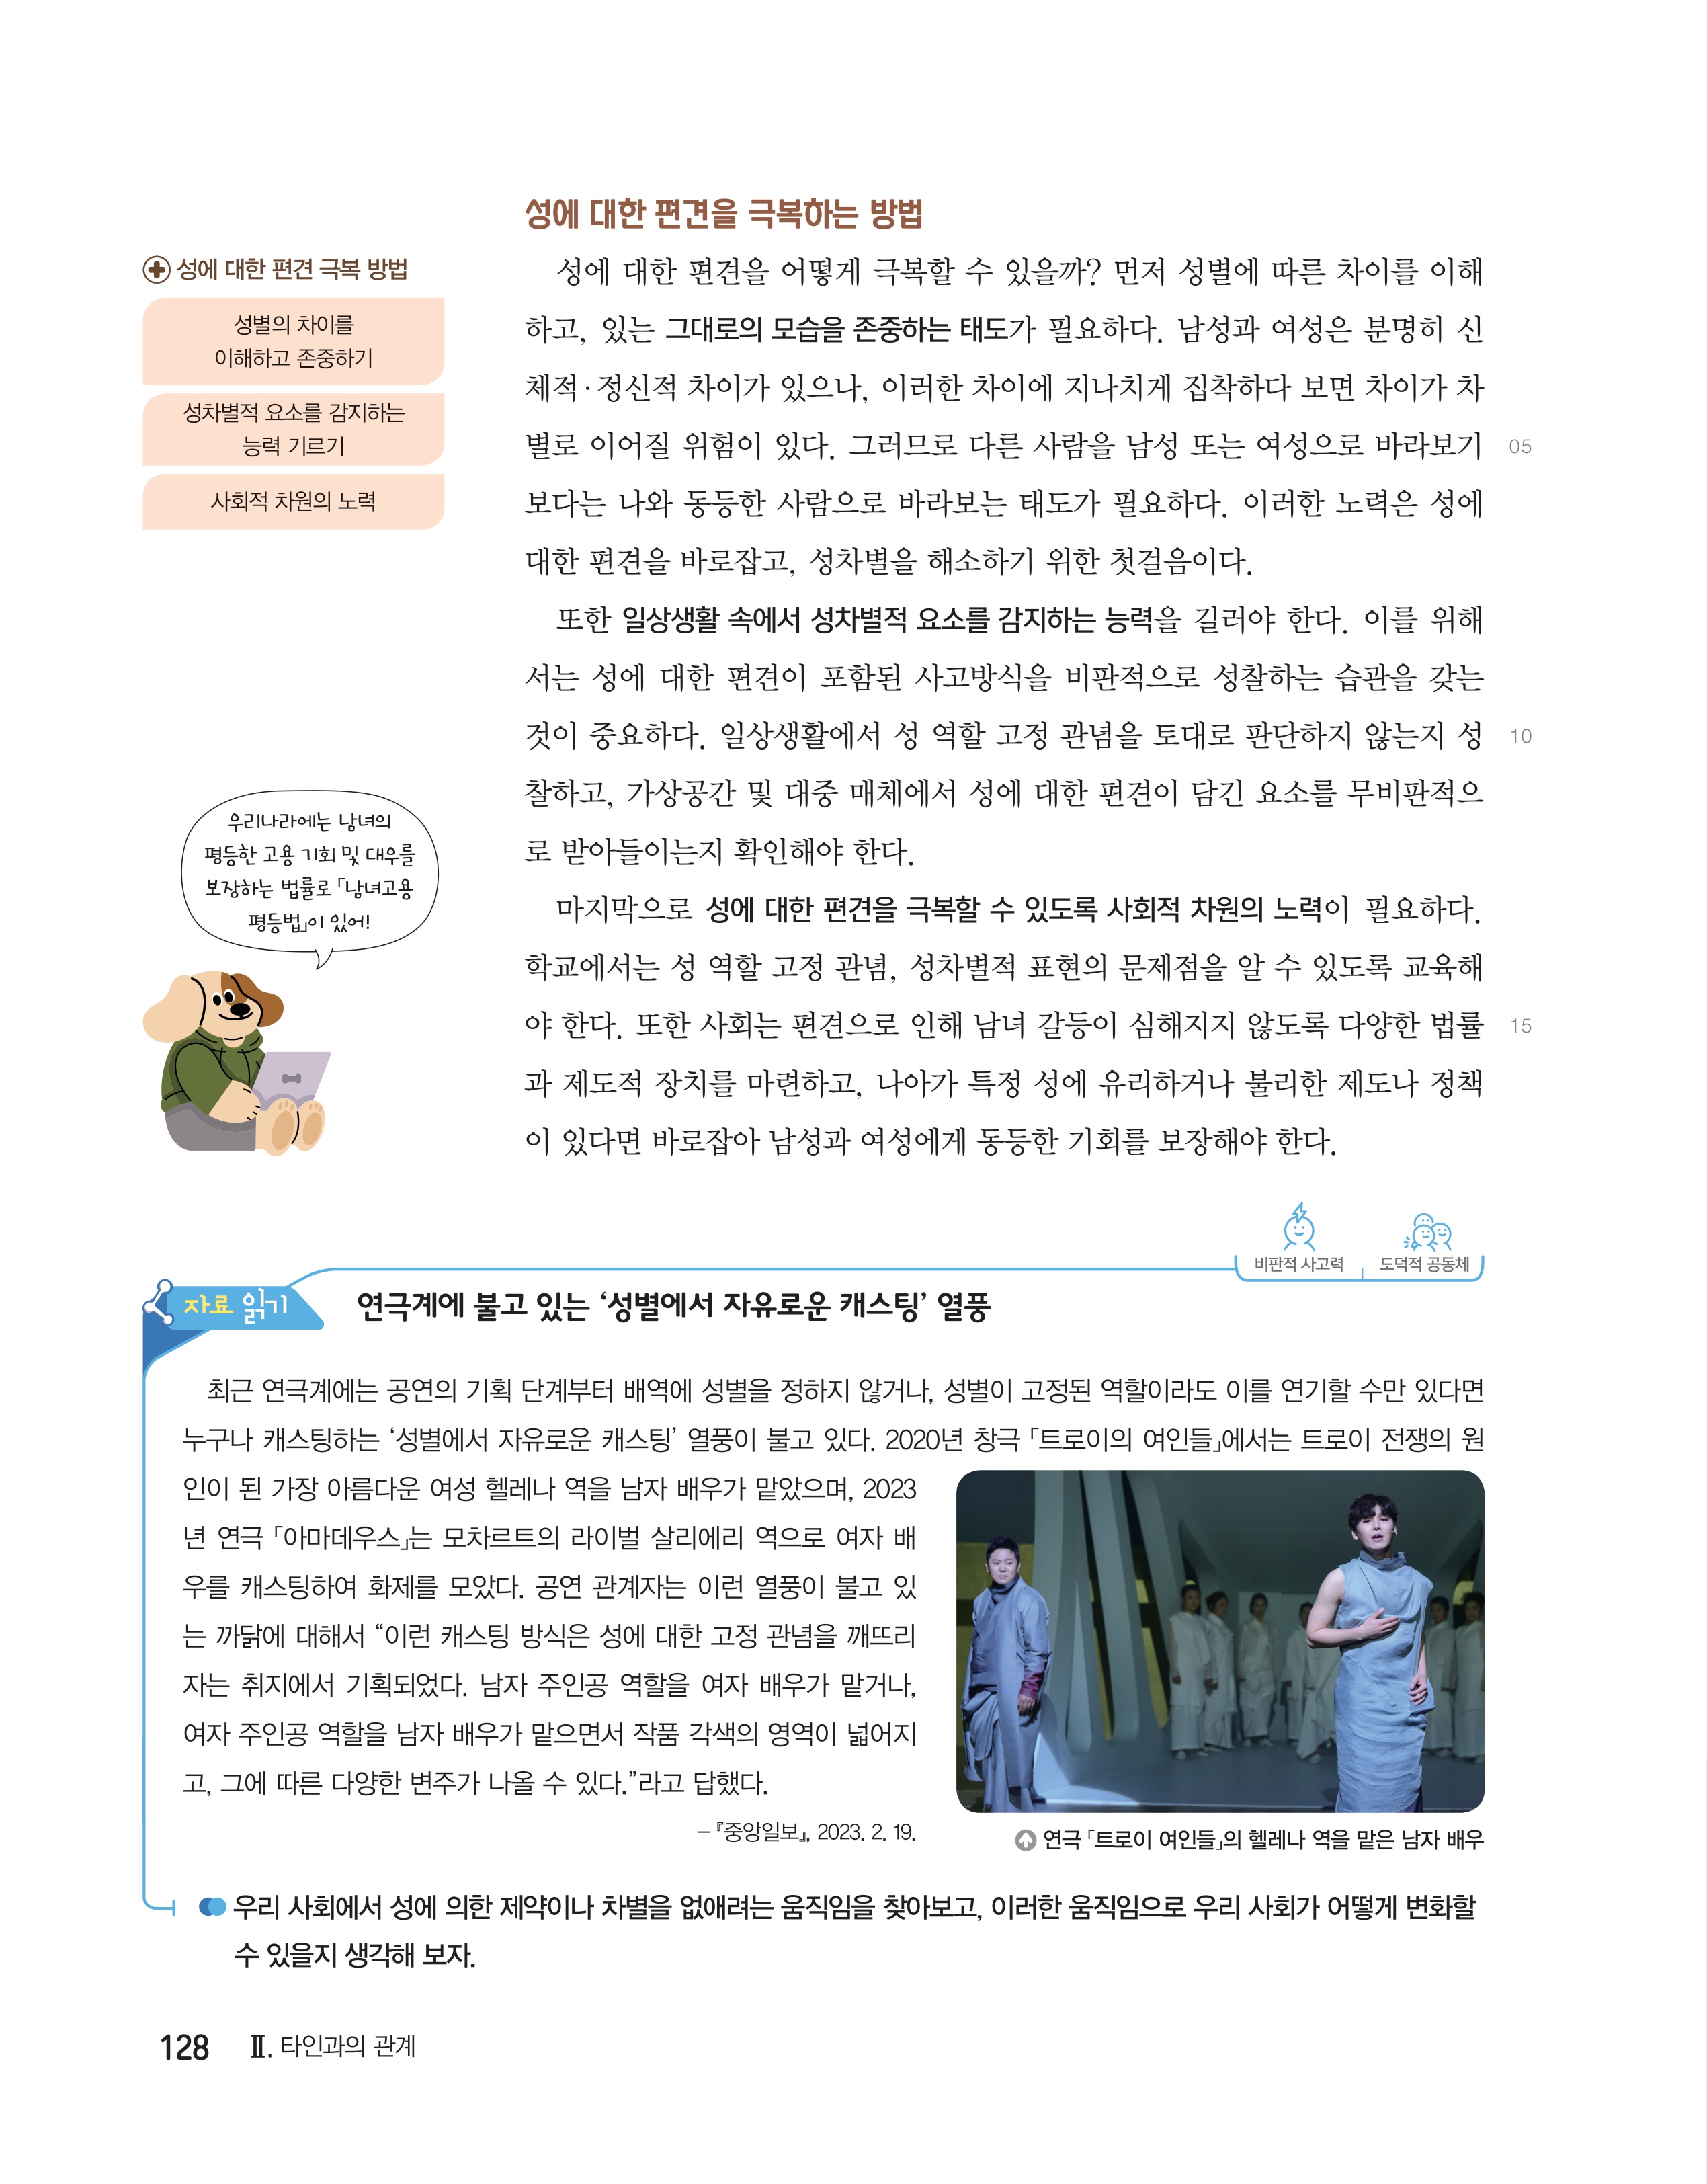 성에 대한 편견을 극복하는 방법
성에 대한 편견 극복 방법
성별의 차이를
이해하고 존중하기
성차별적 요소를 감지하는
능력 기르기
사회적 차원의 노력
성에 대한 편견을 어떻게 극복할 수 있을까? 먼저 성별에 따른 차이를 이해
하고, 있는 그대로의 모습을 존중하는 태도가 필요하다. 남성과 여성은 분명히 신
체적·정신적 차이가 있으나, 이러한 차이에 지나치게 집착하다 보면 차이가 차
별로 이어질 위험이 있다. 그러므로 다른 사람을 남성 또는 여성으로 바라보기 05
보다는 나와 동등한 사람으로 바라보는 태도가 필요하다. 이러한 노력은 성에
대한 편견을 바로잡고, 성차별을 해소하기 위한 첫걸음이다.
또한 일상생활 속에서 성차별적 요소를 감지하는 능력을 길러야 한다. 이를 위해
서는 성에 대한 편견이 포함된 사고방식을 비판적으로 성찰하는 습관을 갖는
것이 중요하다. 일상생활에서 성 역할 고정 관념을 토대로 판단하지 않는지 성 10
찰하고, 가상공간 및 대중 매체에서 성에 대한 편견이 담긴 요소를 무비판적으
로 받아들이는지 확인해야 한다.
마지막으로 성에 대한 편견을 극복할 수 있도록 사회적 차원의 노력이 필요하다.
학교에서는 성 역할 고정 관념, 성차별적 표현의 문제점을 알 수 있도록 교육해
야 한다. 또한 사회는 편견으로 인해 남녀 갈등이 심해지지 않도록 다양한 법률 15
과 제도적 장치를 마련하고, 나아가 특정 성에 유리하거나 불리한 제도나 정책
이 있다면 바로잡아 남성과 여성에게 동등한 기회를 보장해야 한다.
우리나라에는 남녀의
평등한 고용 기회 및 대우를
보장하는 법률로 「남녀고용
평등법」이 있어!
비판적 사고력 도덕적 공동체
자료 읽기 연극계에 불고 있는 ‘성별에서 자유로운 캐스팅’ 열풍
최근 연극계에는 공연의 기획 단계부터 배역에 성별을 정하지 않거나, 성별이 고정된 역할이라도 이를 연기할 수만 있다면
누구나 캐스팅하는 ‘성별에서 자유로운 캐스팅’ 열풍이 불고 있다. 2020년 창극 「트로이의 여인들」에서는 트로이 전쟁의 원
인이 된 가장 아름다운 여성 헬레나 역을 남자 배우가 맡았으며, 2023
년 연극 「아마데우스」는 모차르트의 라이벌 살리에리 역으로 여자 배
우를 캐스팅하여 화제를 모았다. 공연 관계자는 이런 열풍이 불고 있
는 까닭에 대해서 “이런 캐스팅 방식은 성에 대한 고정 관념을 깨뜨리
자는 취지에서 기획되었다. 남자 주인공 역할을 여자 배우가 맡거나,
여자 주인공 역할을 남자 배우가 맡으면서 작품 각색의 영역이 넓어지
고, 그에 따른 다양한 변주가 나올 수 있다.”라고 답했다.
– 『중앙일보』, 2023. 2. 19.
연극 「트로이 여인들」의 헬레나 역을 맡은 남자 배우
우리 사회에서 성에 의한 제약이나 차별을 없애려는 움직임을 찾아보고, 이러한 움직임으로 우리 사회가 어떻게 변화할
수 있을지 생각해 보자.
128 Ⅱ. 타인과의 관계